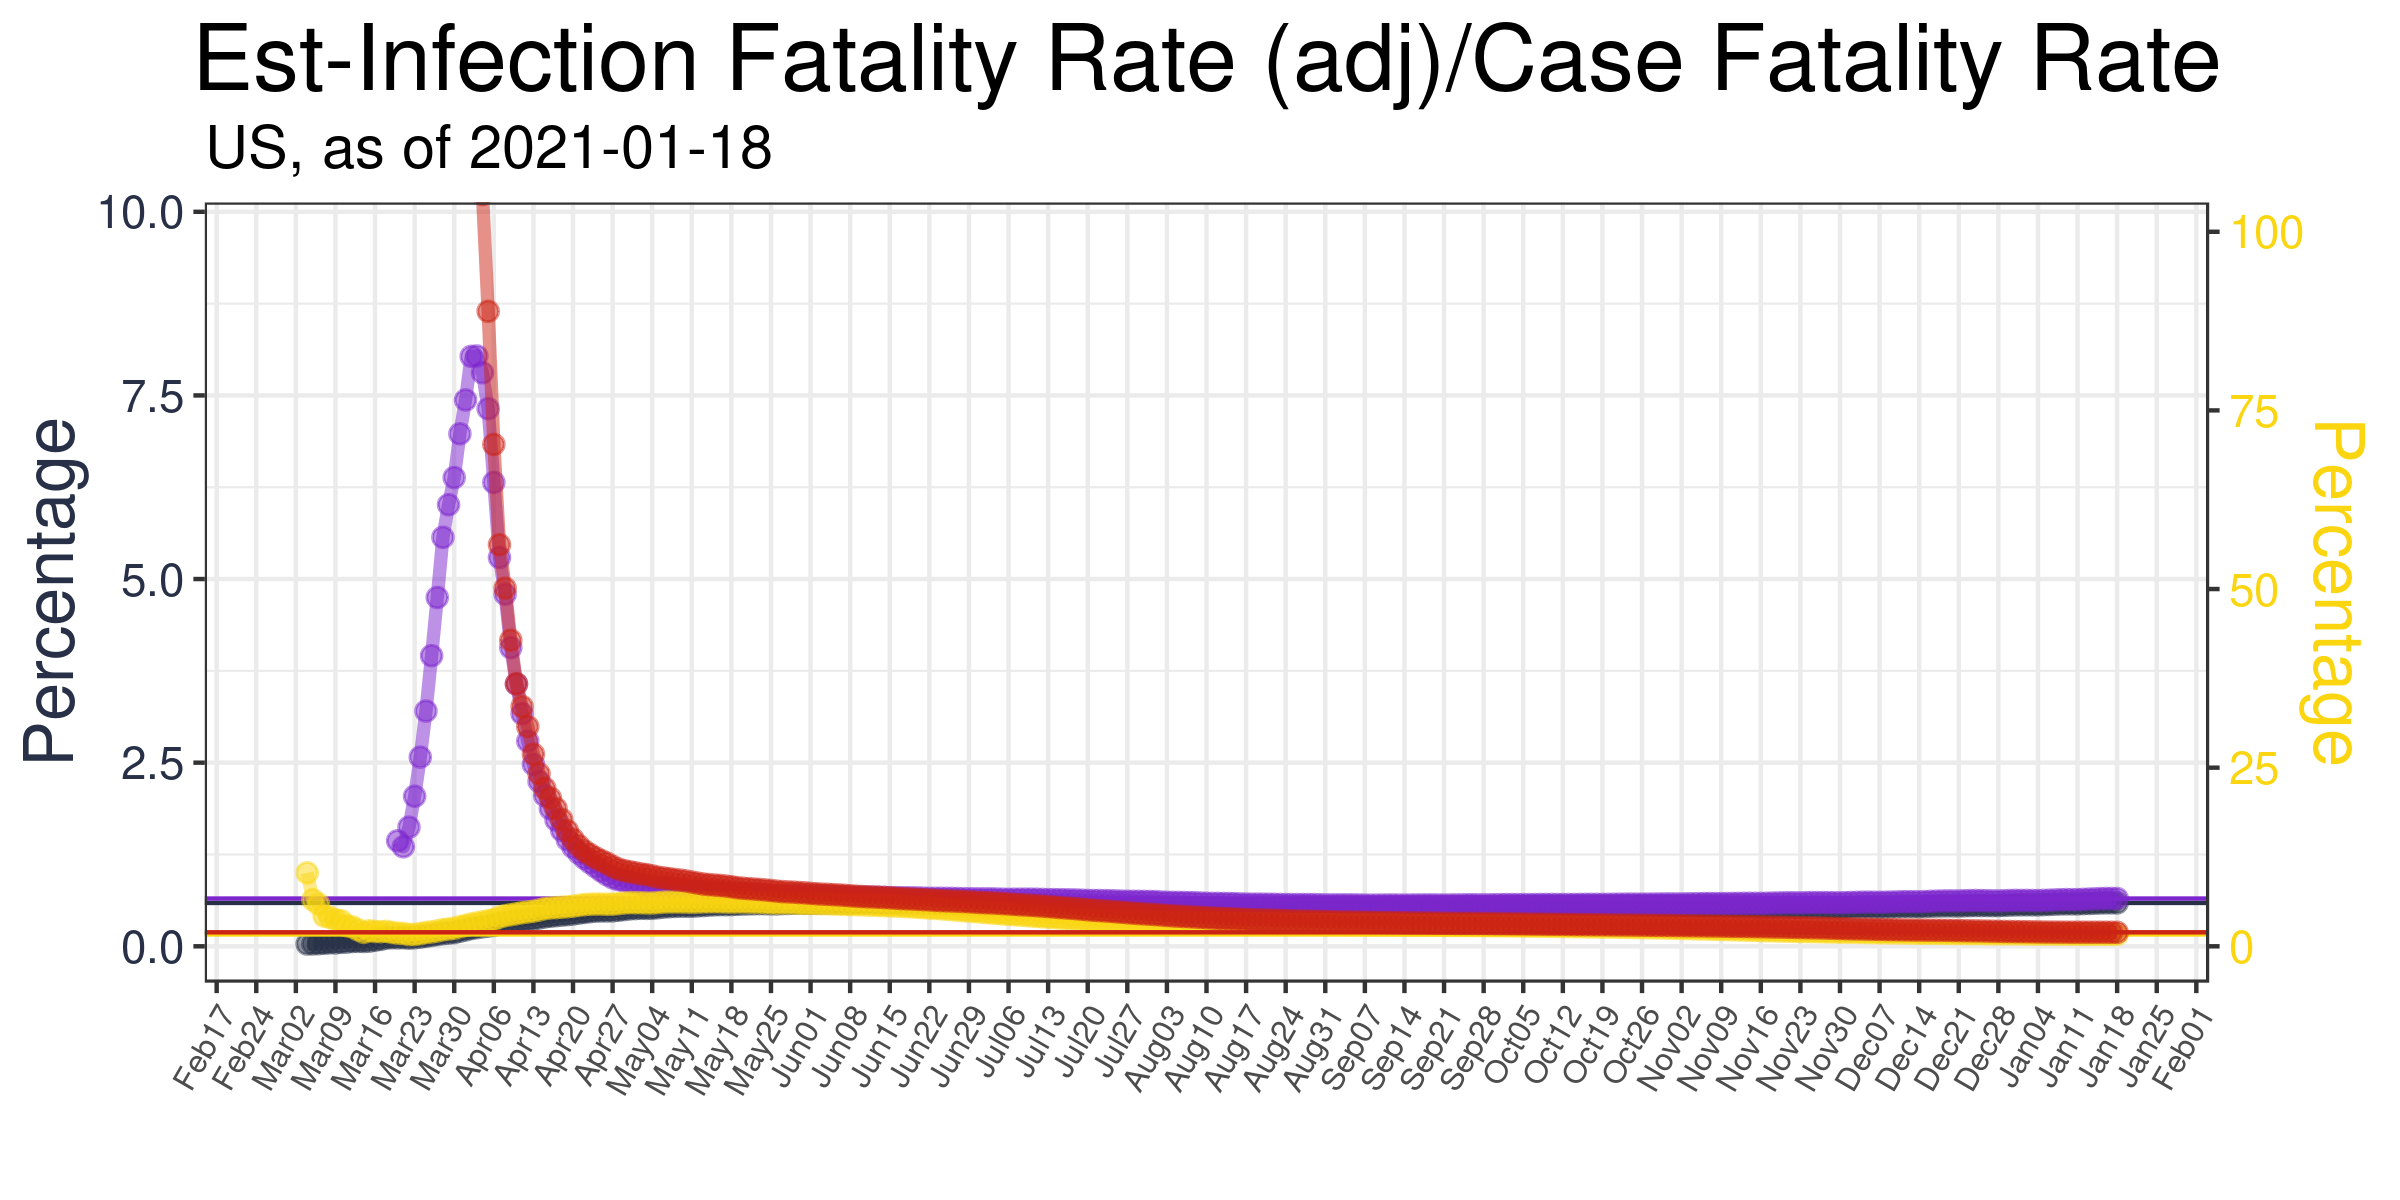 Est-Infection Fatality Rate (adj)/Case Fatality Rate
US, as of 2021-01-18
Percentage
10.0
7.5
5.0
2.5
0.0
100
75
50
25
0
Percentage
Feb17
Feb24
Mar02
Mar09
Mar16
Mar23
Mar30
Apr06
Apr13
Apr20
Apr27
May04
May11
May18
May25
Jun01
Jun08
Jun15
Jun22
Jun29
Jul06
Jul13
Jul20
Jul27
Aug03
Aug10
Aug17
Aug24
Aug31
Sep07
Sep14
Sep21
Sep28
Oct05
Oct12
Oct19
Oct26
Nov02
Nov09
Nov16
Nov23
Nov30
Dec07
Dec14
Dec21
Dec28
Jan04
Jan11
Jan18
Jan25
Feb01